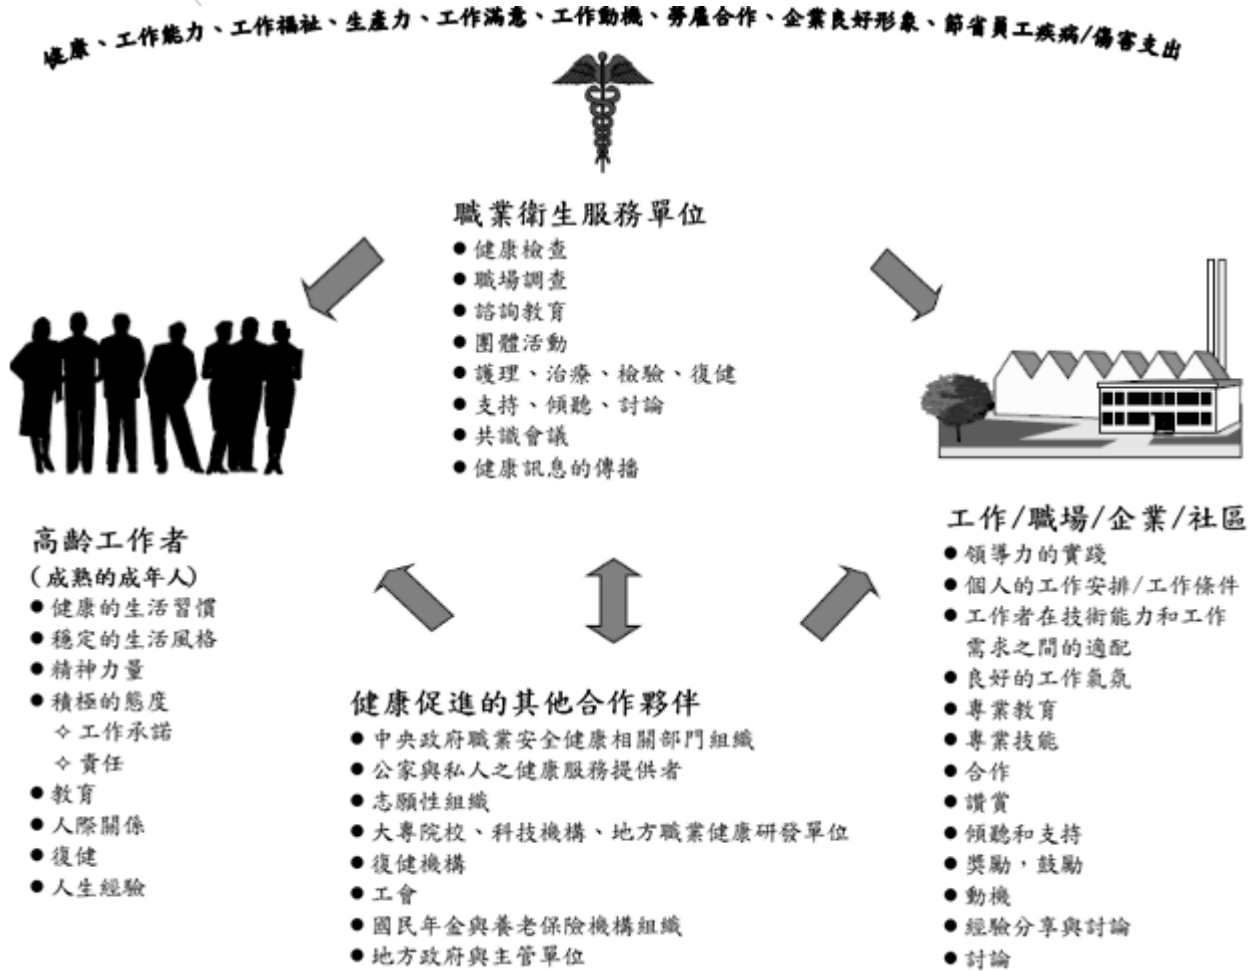 健康、工作能力、工作福祉、生產力、工作滿意、工作動機、勞雇合作、企業良好形象、節省員工疾病/傷害支出
職業衛生服務單位
●健康檢查
●職場調查
●諮詢教育
●團體活動
●護理、治療、檢驗、復健
●支持、傾聽、討論
●共識會議
●健康訊息的傳播
高齡工作者
(成熟的成年人)
●健康的生活習慣
●穩定的生活風格
●精神力量
●積極的態度
✧工作承諾
✧責任
●教育
●人際關係
●復健
●人生經驗
健康促進的其他合作夥伴
●中央政府職業安全健康相關部門組織
●公家與私人之健康服務提供者
●志願性組織
●大專院校、科技機構、地方職業健康研發單位
●復健機構
●工會
●國民年金與養老保險機構組織
●地方政府與主管單位
工作/職場/企業/社區
●領導力的實踐
●個人的工作安排/工作條件
●工作者在技術能力和工作
需求之間的適配
●良好的工作氣氛
●專業教育
●專業技能
●合作
●讚賞
●傾聽和支持
●獎勵，鼓勵
●動機
●經驗分享與討論
●討論